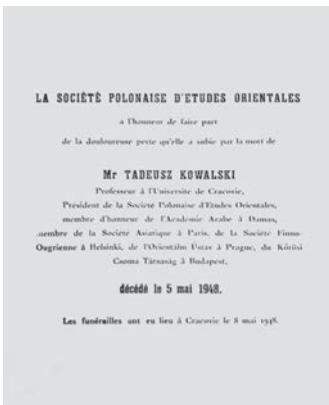 LA SOCIÉTÉ POLONAISE D'ETUDES ORIENTALES
a l'honneur de faire part
de la douloureuse perte qu'elle a subie par la mort de
Mr TADEUSZ KOWALSKI
Professeur à l'Université de Cracovie,
Président de la Société Polonaise d'Etudes Orientales,
membre d'honneur de l'Académie Arabe à Damas,
membre de la Société Asiatique à Paris, de la Société Finno-
Ougrienne à Helsinki, de l'Orientální Ústav à Prague, du Kőrösi
Csoma Társaság à Budapest,
décédé le 5 mai 1948.
Les funérailles ont eu lieu à Cracovie le 8 mai 1948.